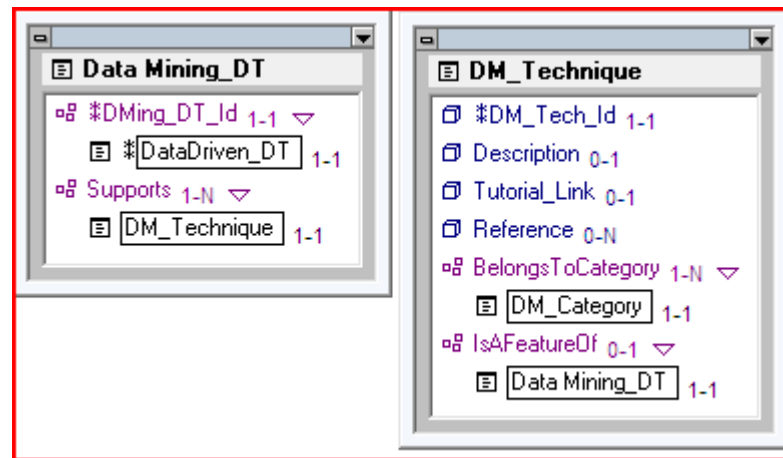 Data Mining_DT
⁑DMing_DT_Id 1-1
⁑DataDriven_DT 1-1
Supports 1-N
DM_Technique 1-1
DM_Technique
⁑DM_Tech_Id 1-1
Description 0-1
Tutorial_Link 0-1
Reference 0-N
BelongsToCategory 1-N
DM_Category 1-1
IsAFeatureOf 0-1
Data Mining_DT 1-1